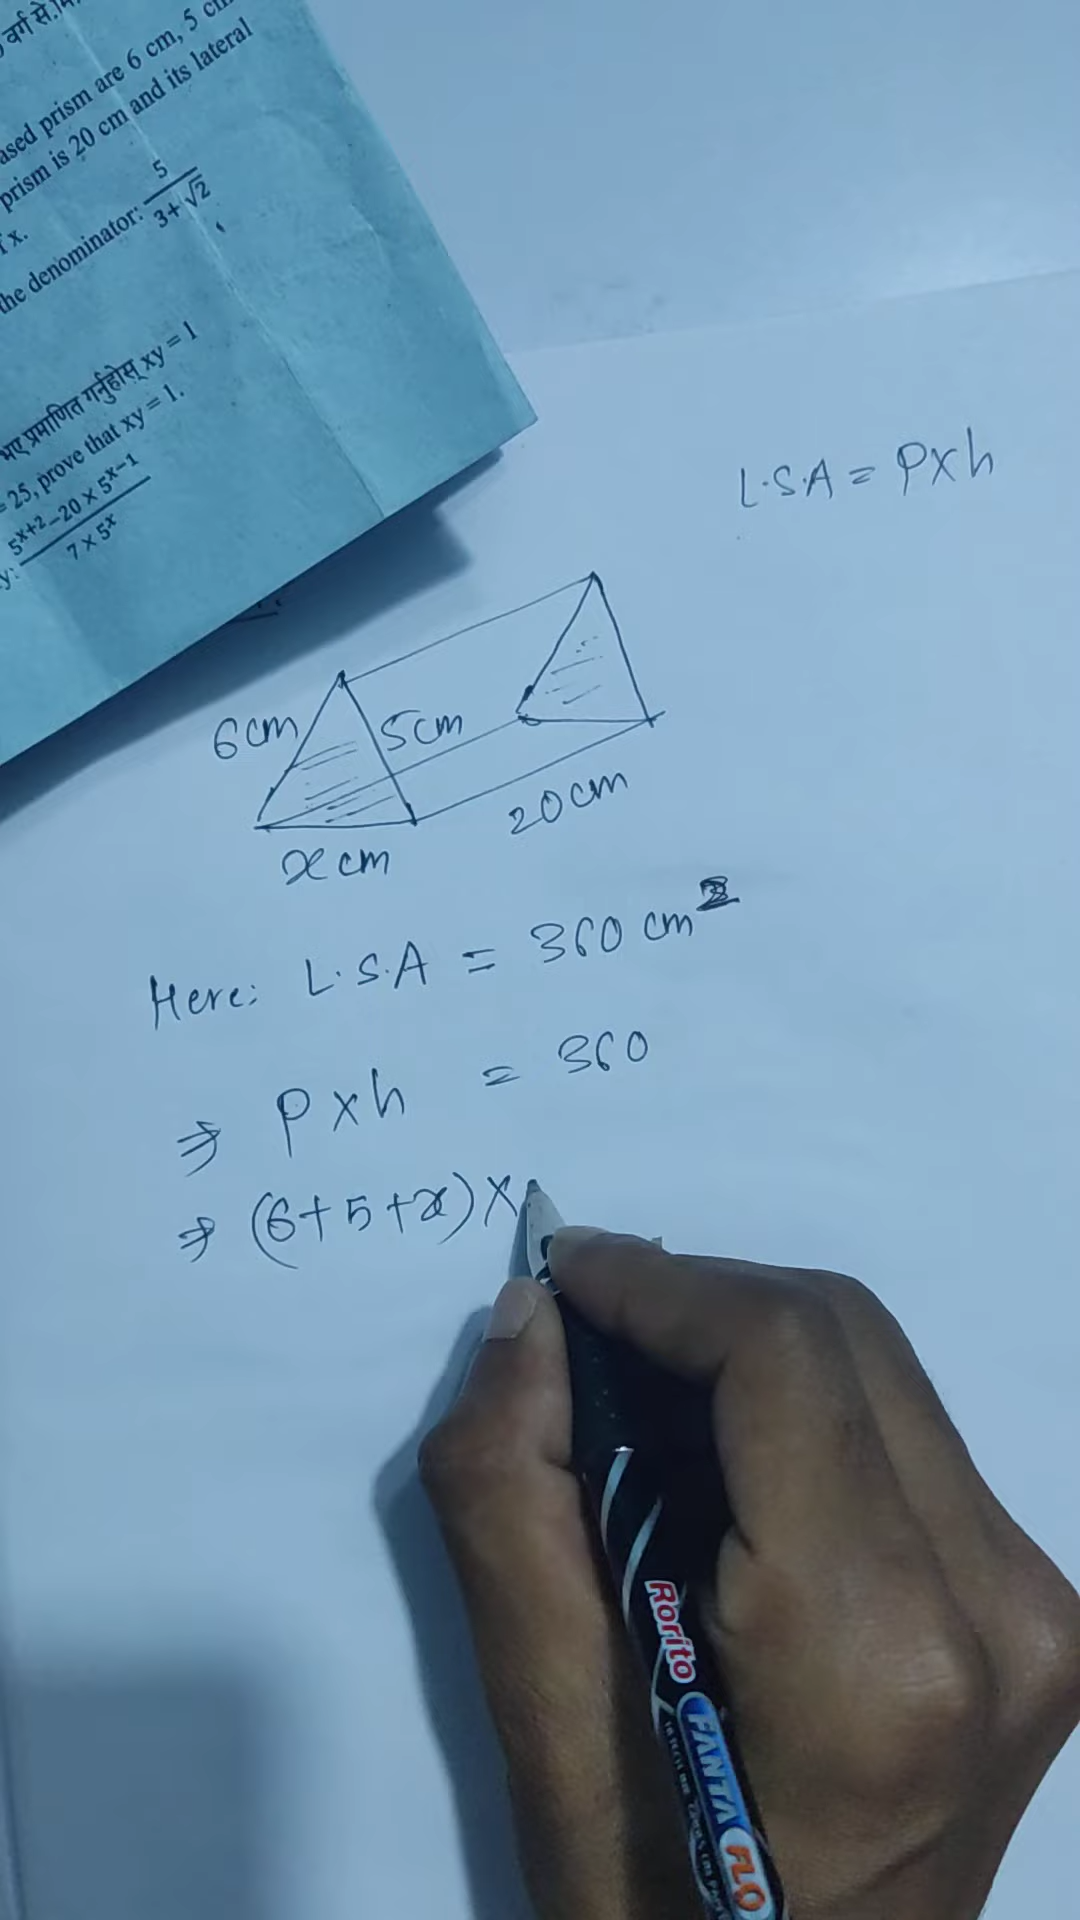 वर्ग से.मि.
ased prism are 6 cm, 5 cm
prism is 20 cm and its lateral
f x.
the denominator: 5 / 3+√2
भए प्रमाणित गर्नुहोस् xy = 1
= 25, prove that xy = 1.
y: 5^x+2 – 20 × 5^x–1 / 7 × 5^x
L.S.A = P×h
6cm
5cm
20cm
x cm
Here: L.S.A = 360 cm²
⇒ P×h = 360
⇒ (6+5+x)×
Rorito
FANTA
FLO